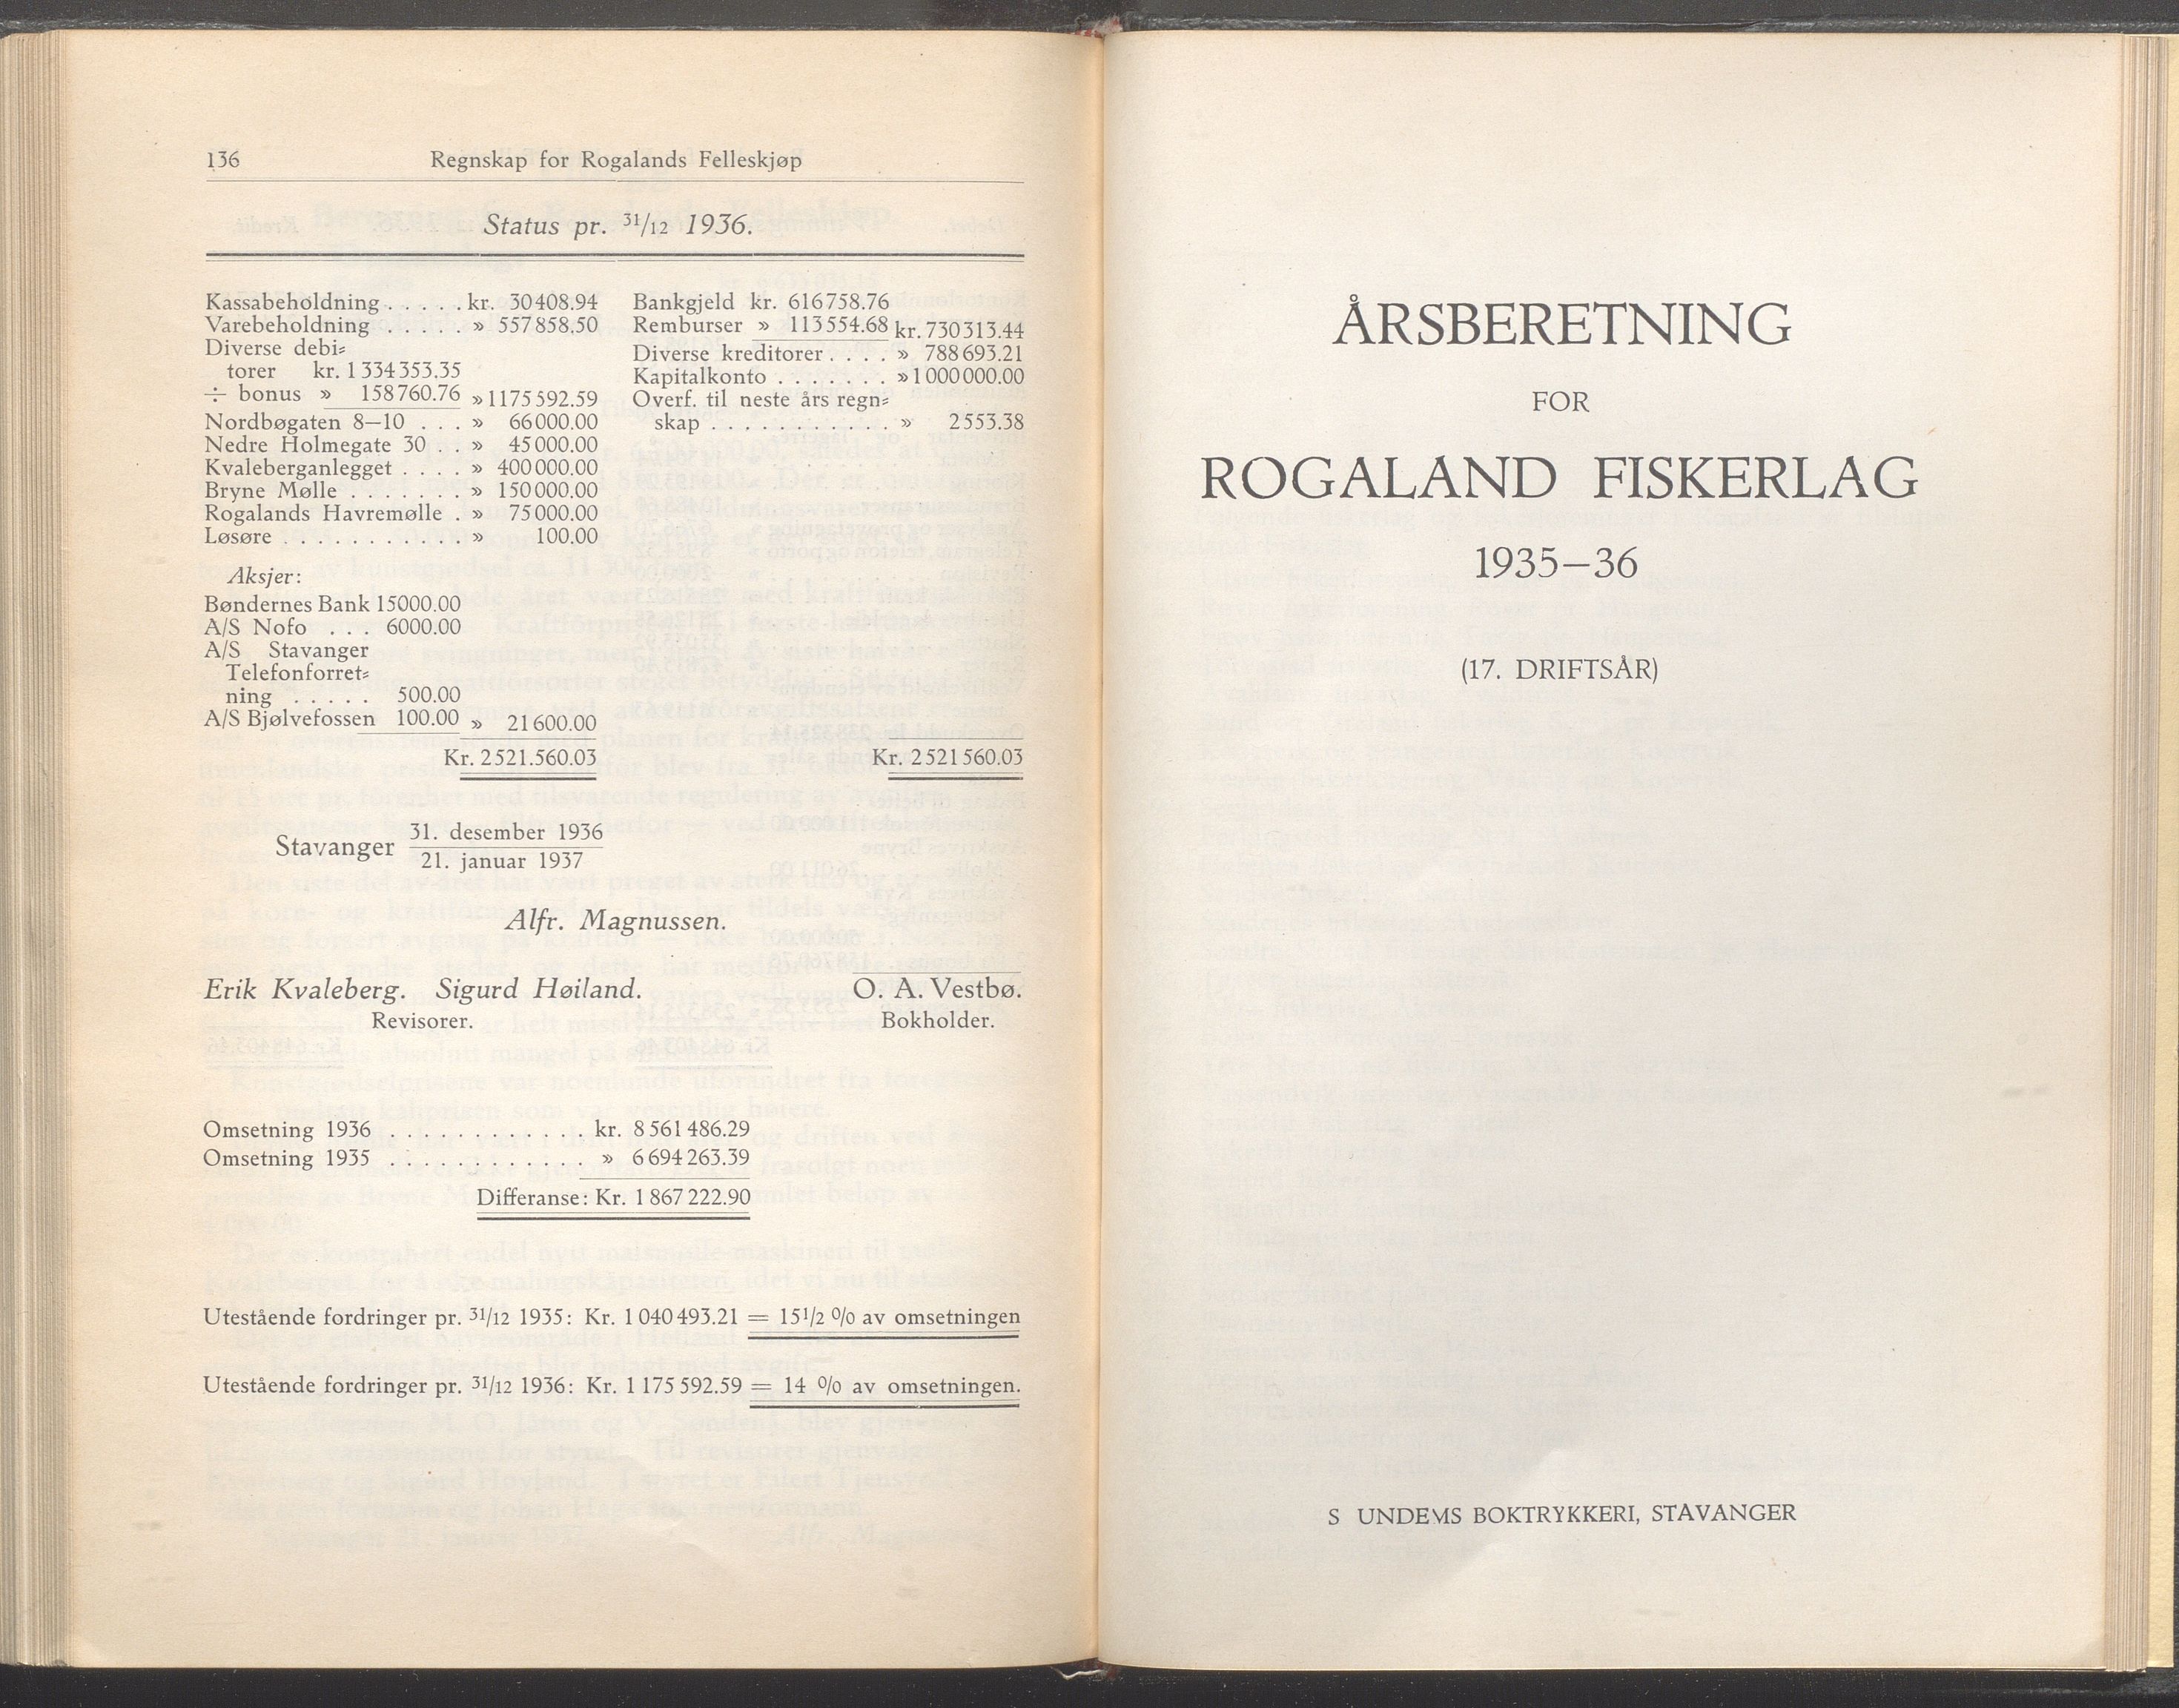 136 Regnskap for Rogalands Felleskjøp
Status pr. 31/12 1936.
Kassabeholdning . . . . . kr. 30408.94
Varebeholdning . . . . . . » 557858.50
Diverse debi=
torer kr. 1334353.35
÷ bonus » 158760.76 » 1175592.59
Nordbøgaten 8—10 . . . » 66000.00
Nedre Holmegate 30 . . » 45000.00
Kvaleberganlegget . . . . » 400000.00
Bryne Mølle . . . . . . . » 150000.00
Rogalands Havremølle . » 75000.00
Løsøre . . . . . . . . . . . » 100.00
Aksjer:
Bøndernes Bank 15000.00
A/S Nofo . . . 6000.00
A/S Stavanger
Telefonforret=
ning . . . . . 500.00
A/S Bjølvefossen 100.00 » 21600.00
Kr. 2521.560.03
Bankgjeld kr. 616758.76
Remburser » 113554.68 kr. 730313.44
Diverse kreditorer . . . . » 788693.21
Kapitalkonto . . . . . . . » 1000000.00
Overf. til neste års regn=
skap . . . . . . . . . . . » 2553.38
Kr. 2521560.03
Stavanger 31. desember 1936
21. januar 1937
Alfr. Magnussen.
Erik Kvaleberg. Sigurd Høiland. O. A. Vestbø.
Revisorer. Bokholder.
Omsetning 1936 . . . . . . . . . . . . kr. 8561486.29
Omsetning 1935 . . . . . . . . . . . . » 6694263.39
Differanse: Kr. 1867222.90
Utestående fordringer pr. 31/12 1935: Kr. 1040493.21 = 15 1/2 % av omsetningen
Utestående fordringer pr. 31/12 1936: Kr. 1175592.59 = 14 % av omsetningen.
ÅRSBERETNING
FOR
ROGALAND FISKERLAG
1935—36
(17. DRIFTSÅR)
S UNDEMS BOKTRYKKERI, STAVANGER